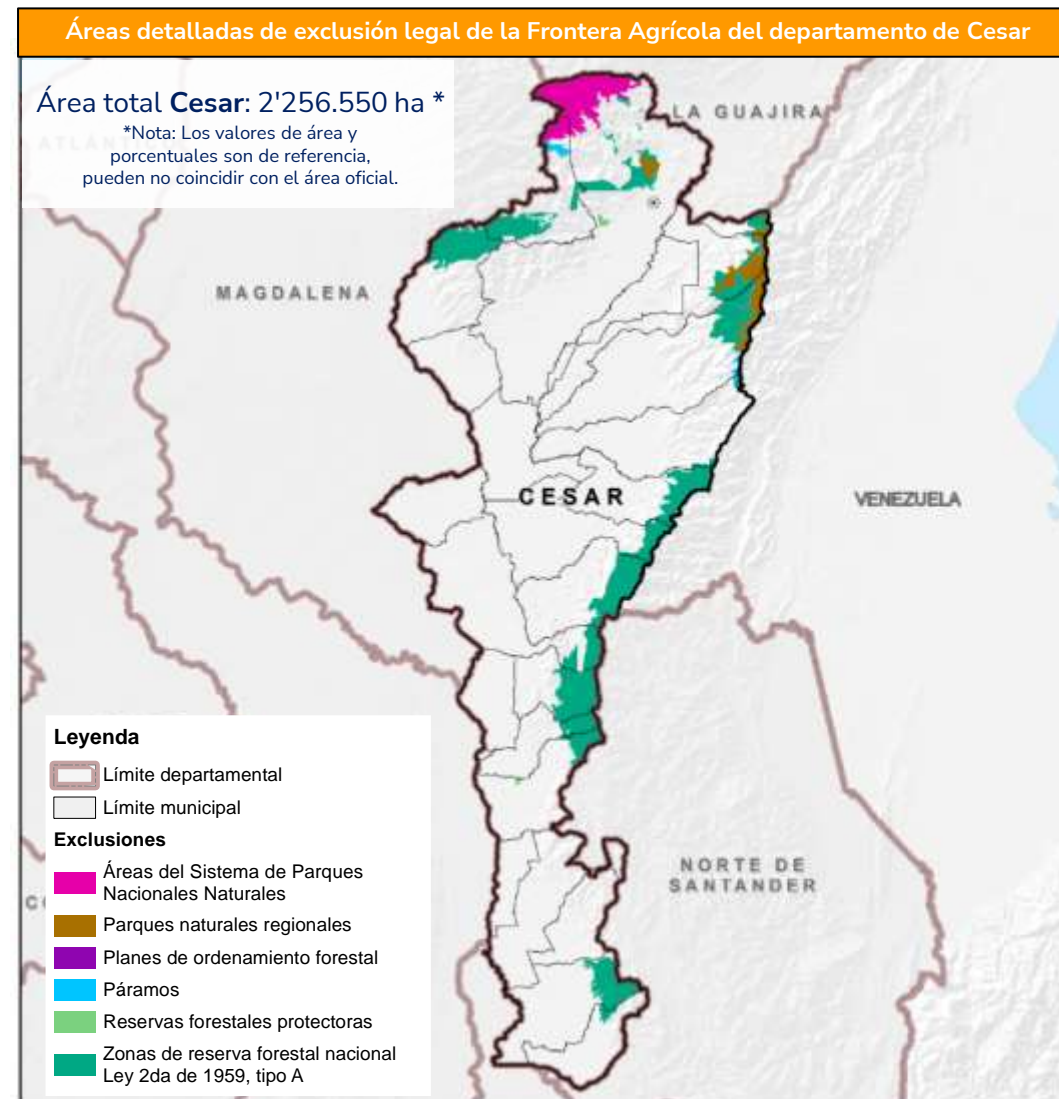 Áreas detalladas de exclusión legal de la Frontera Agrícola del departamento de Cesar
Área total Cesar: 2'256.550 ha *
*Nota: Los valores de área y
porcentuales son de referencia,
pueden no coincidir con el área oficial.
LA GUAJIRA
MAGDALENA
CESAR
VENEZUELA
NORTE DE
SANTANDER
Leyenda
Límite departamental
Límite municipal
Exclusiones
Áreas del Sistema de Parques
Nacionales Naturales
Parques naturales regionales
Planes de ordenamiento forestal
Páramos
Reservas forestales protectoras
Zonas de reserva forestal nacional
Ley 2da de 1959, tipo A